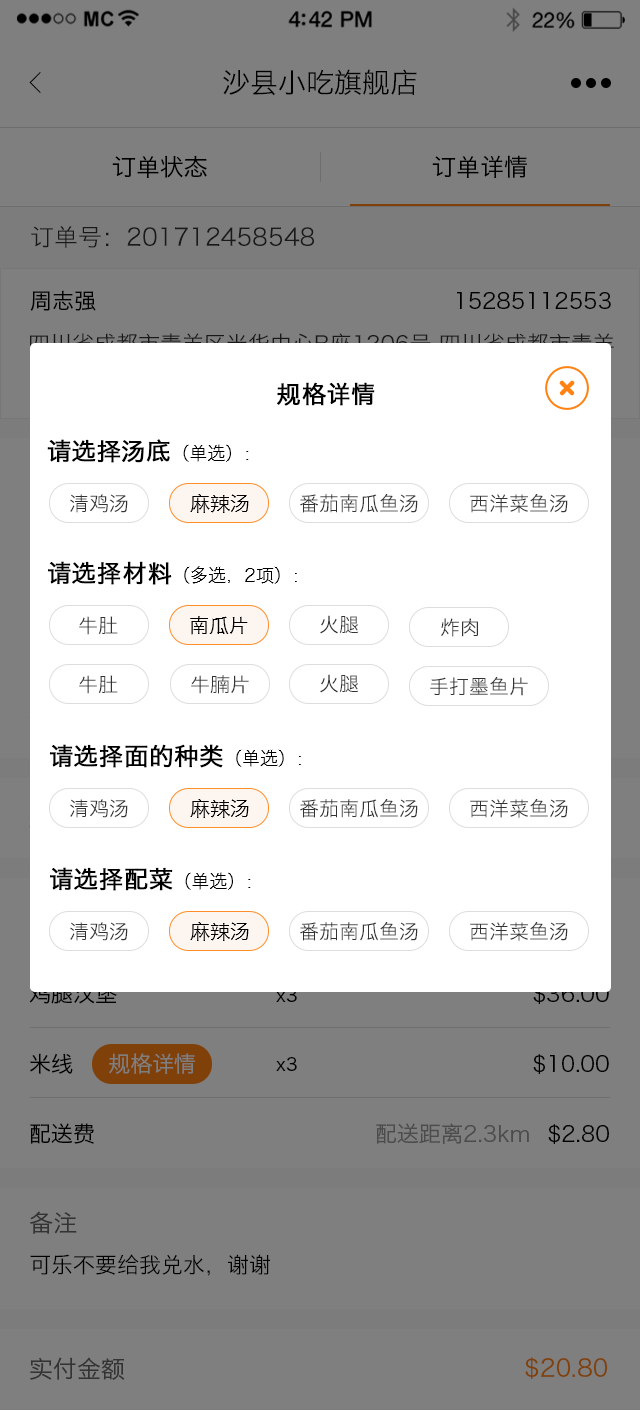 MC 4:42 PM 22%
沙县小吃旗舰店
订单状态 订单详情
订单号：201712458548
周志强 15285112553
四川省成都市青羊区光华中心B座1206号 四川省成都市青羊
规格详情
请选择汤底（单选）:
清鸡汤 麻辣汤 番茄南瓜鱼汤 西洋菜鱼汤
请选择材料（多选，2项）:
牛肚 南瓜片 火腿 炸肉
牛肚 牛腩片 火腿 手打墨鱼片
请选择面的种类（单选）:
清鸡汤 麻辣汤 番茄南瓜鱼汤 西洋菜鱼汤
请选择配菜（单选）:
清鸡汤 麻辣汤 番茄南瓜鱼汤 西洋菜鱼汤
鸡腿汉堡 x3 $36.00
米线 规格详情 x3 $10.00
配送费 配送距离2.3km $2.80
备注
可乐不要给我兑水，谢谢
实付金额 $20.80